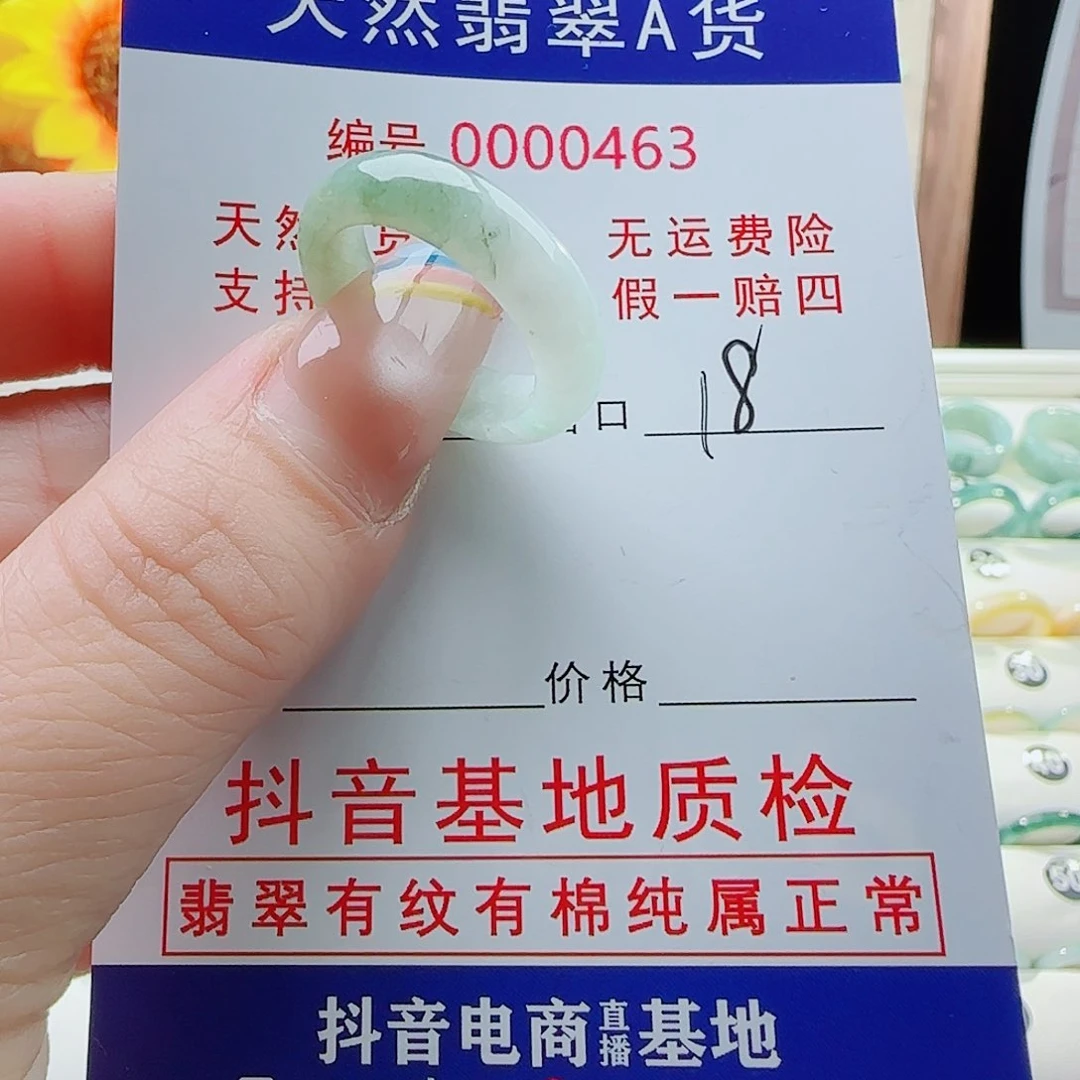 天然翡翠A货
编号 0000463
天然 货 无运费险
支持 假一赔四
口 18
价格
抖音基地质检
翡翠有纹有棉纯属正常
抖音电商直播基地